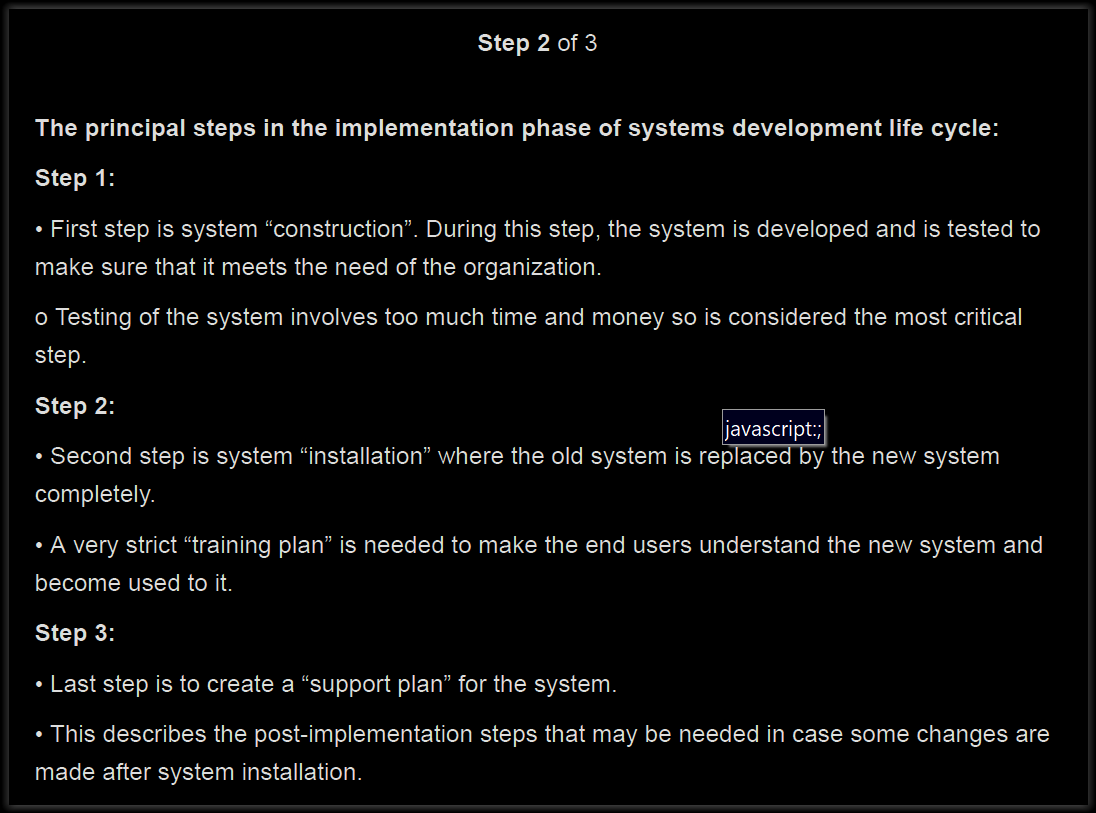 Step 2 of 3
The principal steps in the implementation phase of systems development life cycle:
Step 1:
• First step is system “construction”. During this step, the system is developed and is tested to
make sure that it meets the need of the organization.
o Testing of the system involves too much time and money so is considered the most critical
step.
Step 2:
javascript:;
• Second step is system “installation” where the old system is replaced by the new system
completely.
• A very strict “training plan” is needed to make the end users understand the new system and
become used to it.
Step 3:
• Last step is to create a “support plan” for the system.
• This describes the post-implementation steps that may be needed in case some changes are
made after system installation.